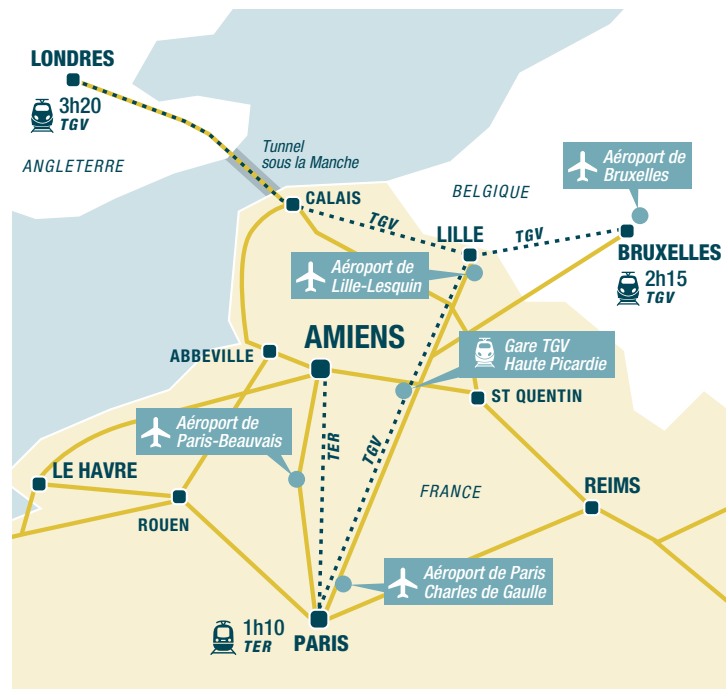 LONDRES
3h20
TGV
ANGLETERRE
Tunnel
sous la Manche
CALAIS
TGV
BELGIQUE
Aéroport de
Bruxelles
LILLE
TGV
BRUXELLES
2h15
TGV
Aéroport de
Lille-Lesquin
AMIENS
ABBEVILLE
Gare TGV
Haute Picardie
ST QUENTIN
Aéroport de
Paris-Beauvais
TER
TGV
LE HAVRE
ROUEN
FRANCE
REIMS
Aéroport de Paris
Charles de Gaulle
1h10
TER
PARIS